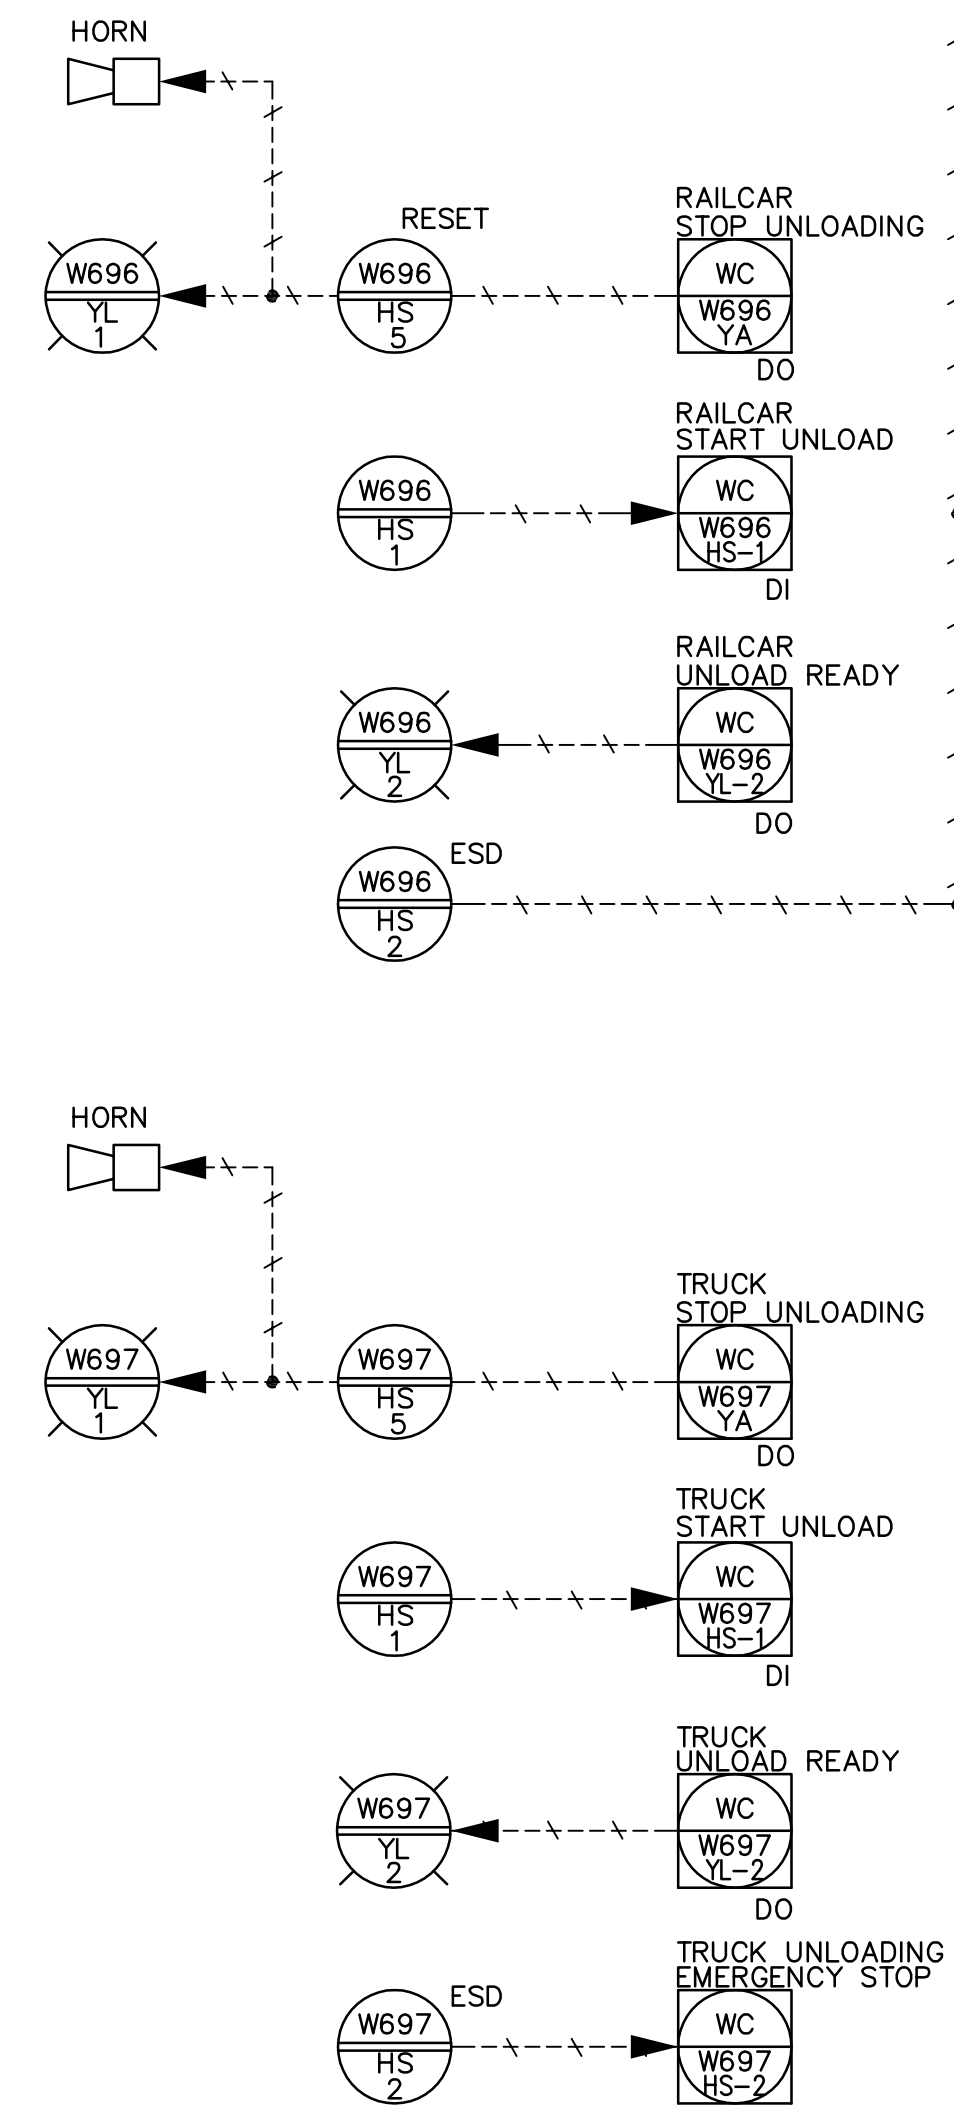 HORN
RESET
RAILCAR
STOP UNLOADING
W696
YL
1
W696
HS
5
WC
W696
YA
DO
RAILCAR
START UNLOAD
W696
HS
1
WC
W696
HS-1
DI
RAILCAR
UNLOAD READY
W696
YL
2
WC
W696
YL-2
DO
ESD
W696
HS
2
HORN
TRUCK
STOP UNLOADING
W697
YL
1
W697
HS
5
WC
W697
YA
DO
TRUCK
START UNLOAD
W697
HS
1
WC
W697
HS-1
DI
TRUCK
UNLOAD READY
W697
YL
2
WC
W697
YL-2
DO
TRUCK UNLOADING
EMERGENCY STOP
ESD
W697
HS
2
WC
W697
HS-2